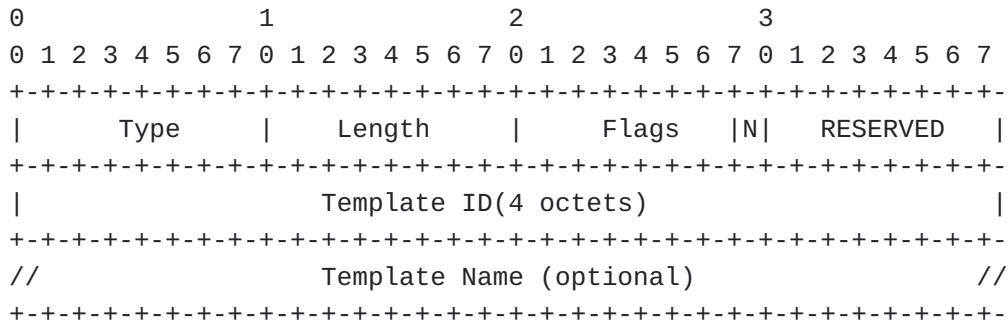 0                   1                   2                   3
0 1 2 3 4 5 6 7 0 1 2 3 4 5 6 7 0 1 2 3 4 5 6 7 0 1 2 3 4 5 6 7
+-+-+-+-+-+-+-+-+-+-+-+-+-+-+-+-+-+-+-+-+-+-+-+-+-+-+-+-+-+-+-+-
|      Type     |    Length     |     Flags   |N|   RESERVED   |
+-+-+-+-+-+-+-+-+-+-+-+-+-+-+-+-+-+-+-+-+-+-+-+-+-+-+-+-+-+-+-+-
|                   Template ID(4 octets)                      |
+-+-+-+-+-+-+-+-+-+-+-+-+-+-+-+-+-+-+-+-+-+-+-+-+-+-+-+-+-+-+-+-
//                  Template Name (optional)                  //
+-+-+-+-+-+-+-+-+-+-+-+-+-+-+-+-+-+-+-+-+-+-+-+-+-+-+-+-+-+-+-+-